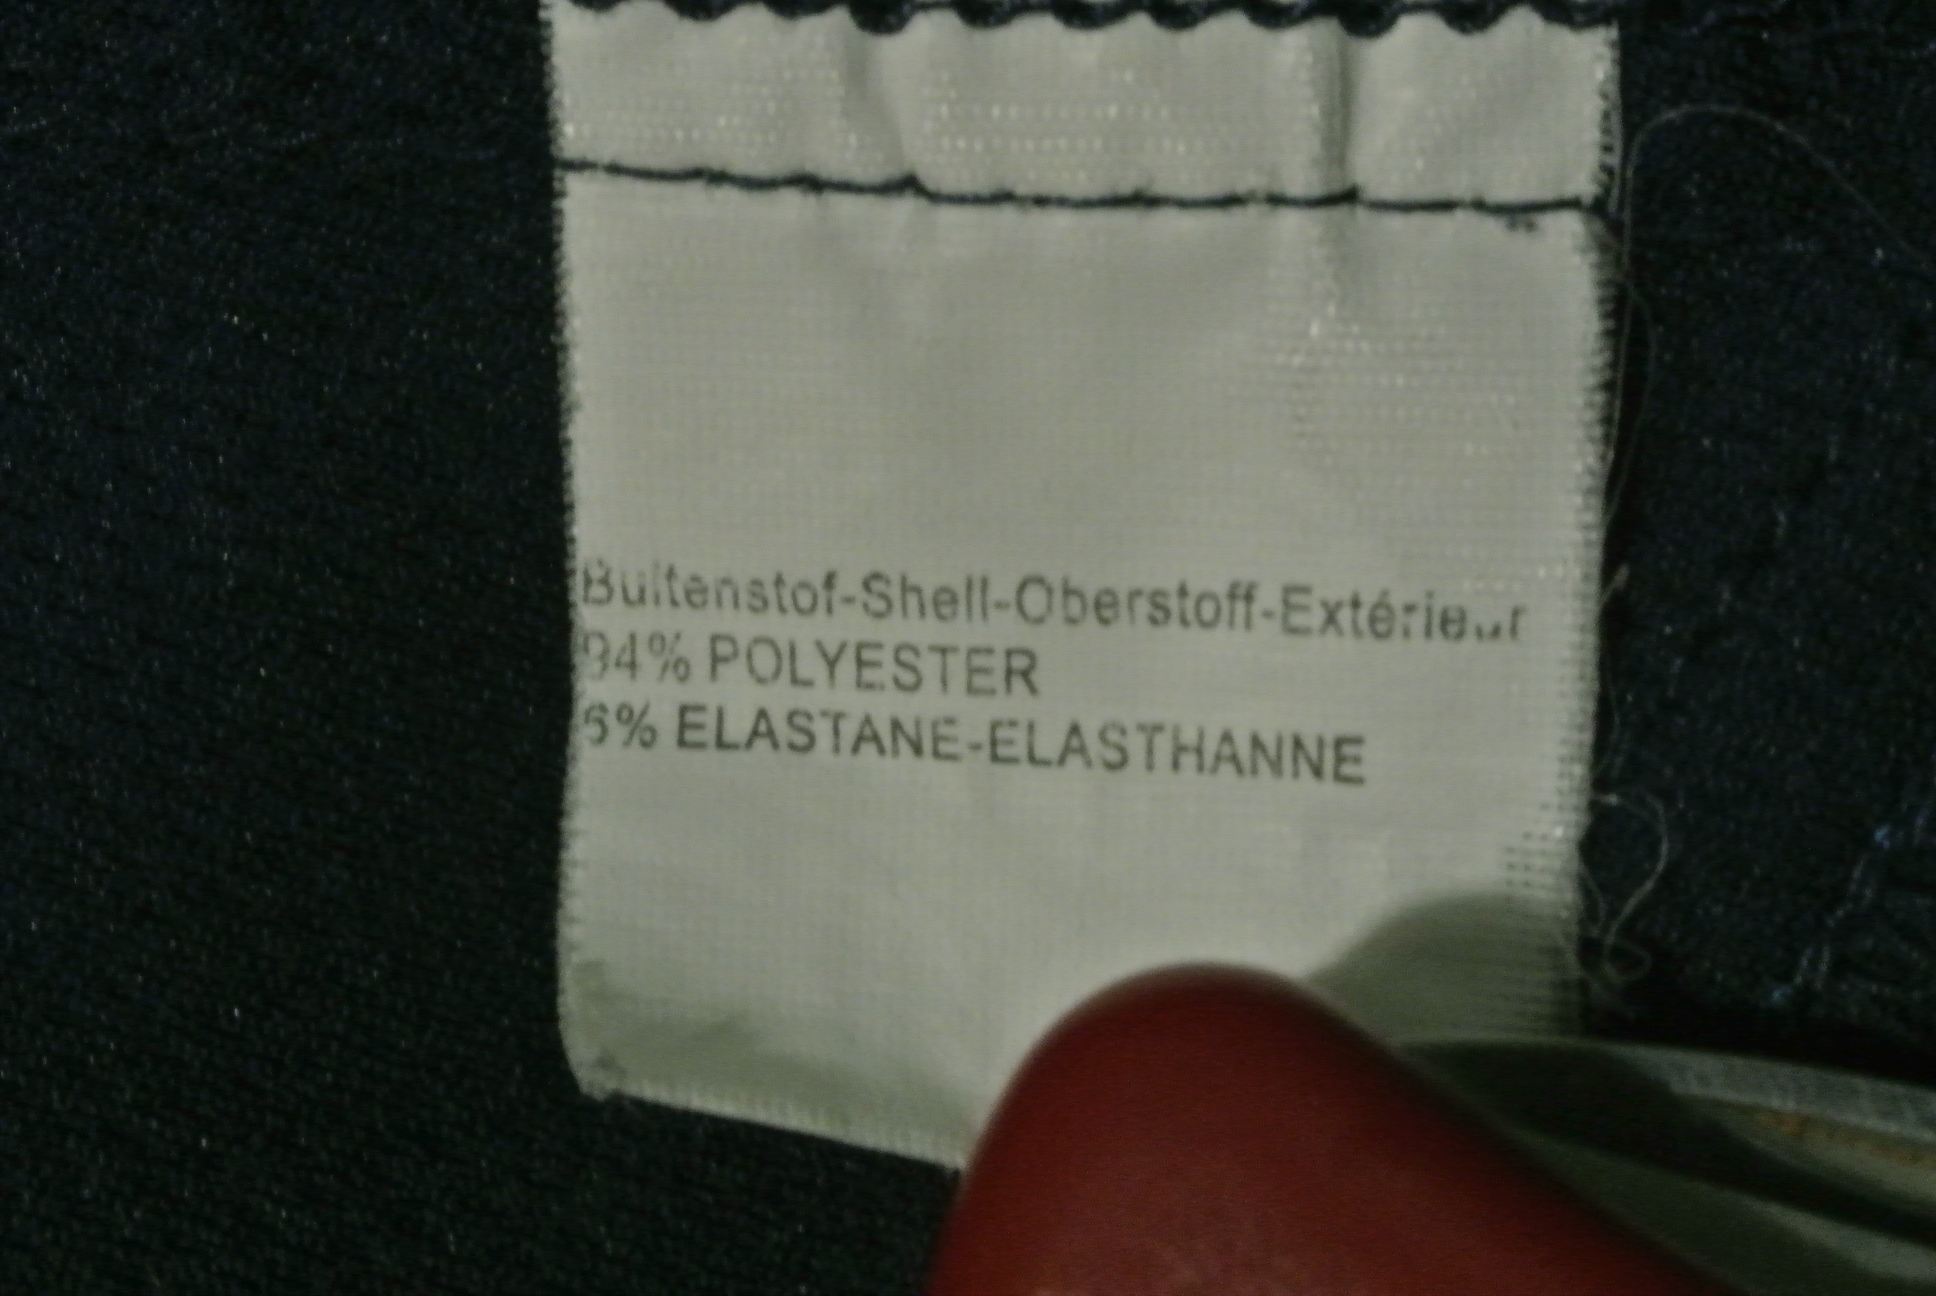 Buitenstof-Shell-Oberstoff-Extérieur
94% POLYESTER
6% ELASTANE-ELASTHANNE